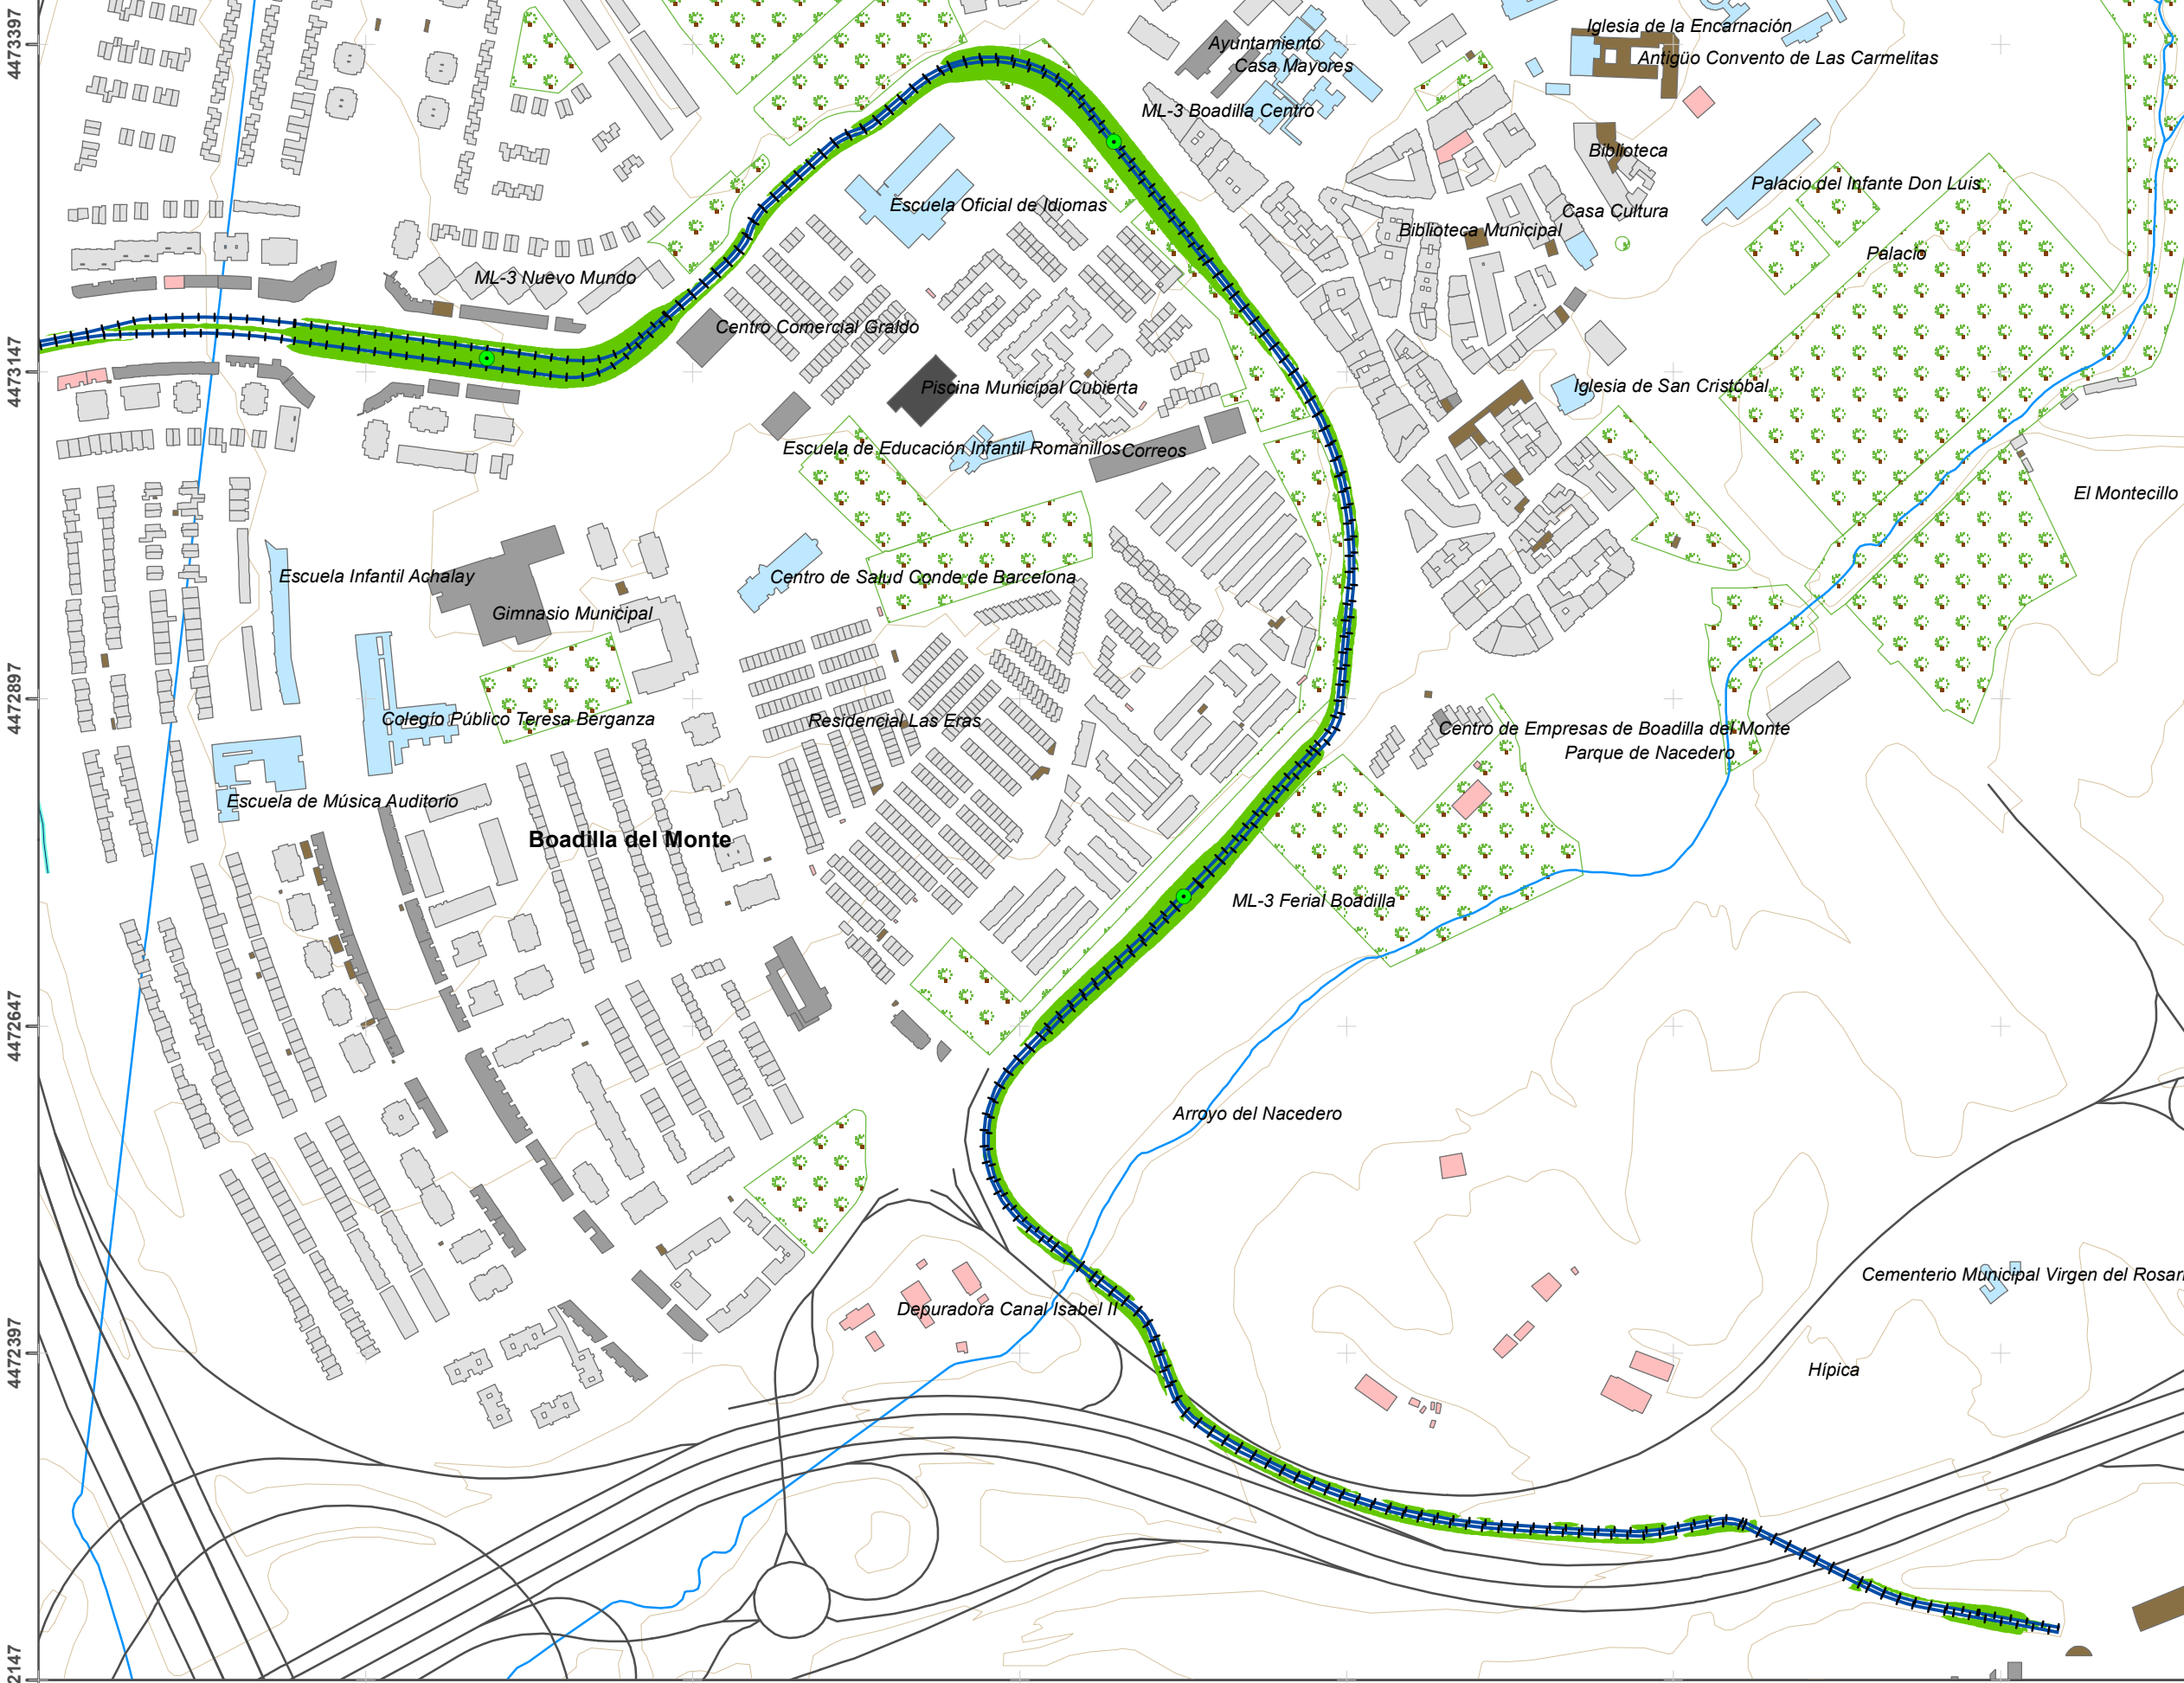 4473397
Iglesia de la Encarnación
Ayuntamiento
Antigüo Convento de Las Carmelitas
Casa Mayores
ML-3 Boadilla Centro
Biblioteca
Palacio del Infante Don Luis
Escuela Oficial de Idiomas
Casa Cultura
Biblioteca Municipal
Palacio
ML-3 Nuevo Mundo
Centro Comercial Graldo
4473147
Piscina Municipal Cubierta
Iglesia de San Cristóbal
Escuela de Educación Infantil Romanillos
Correos
El Montecillo
Escuela Infantil Achalay
Centro de Salud Conde de Barcelona
Gimnasio Municipal
4472897
Colegio Público Teresa Berganza
Residencial Las Eras
Centro de Empresas de Boadilla del Monte
Parque de Nacedero
Escuela de Música Auditorio
Boadilla del Monte
ML-3 Ferial Boadilla
4472647
Arroyo del Nacedero
Cementerio Municipal Virgen del Rosari
Depuradora Canal Isabel II
4472397
Hípica
2147